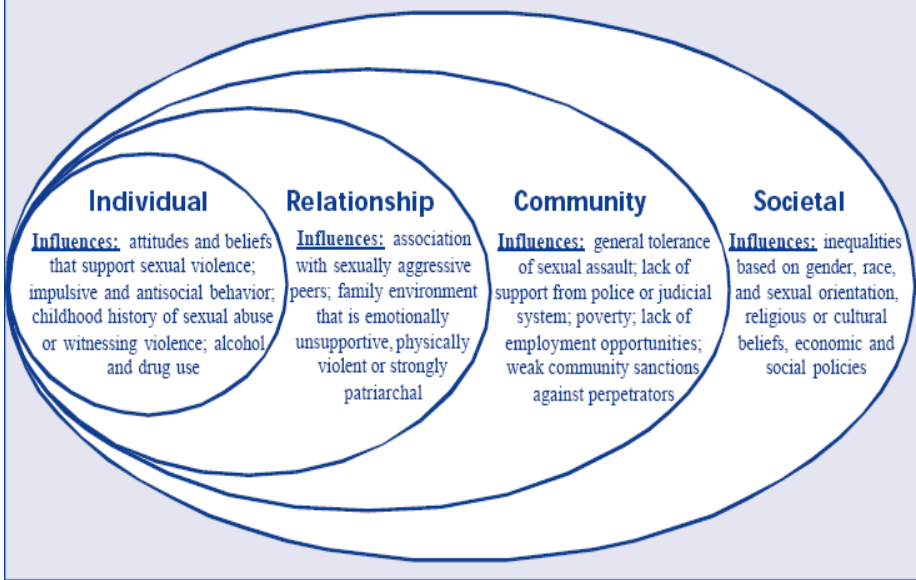 Individual
Influences: attitudes and beliefs
that support sexual violence;
impulsive and antisocial behavior;
childhood history of sexual abuse
or witnessing violence; alcohol
and drug use
Relationship
Influences: association
with sexually aggressive
peers; family environment
that is emotionally
unsupportive, physically
violent or strongly
patriarchal
Community
Influences: general tolerance
of sexual assault; lack of
support from police or judicial
system; poverty; lack of
employment opportunities;
weak community sanctions
against perpetrators
Societal
Influences: inequalities
based on gender, race,
and sexual orientation,
religious or cultural
beliefs, economic and
social policies